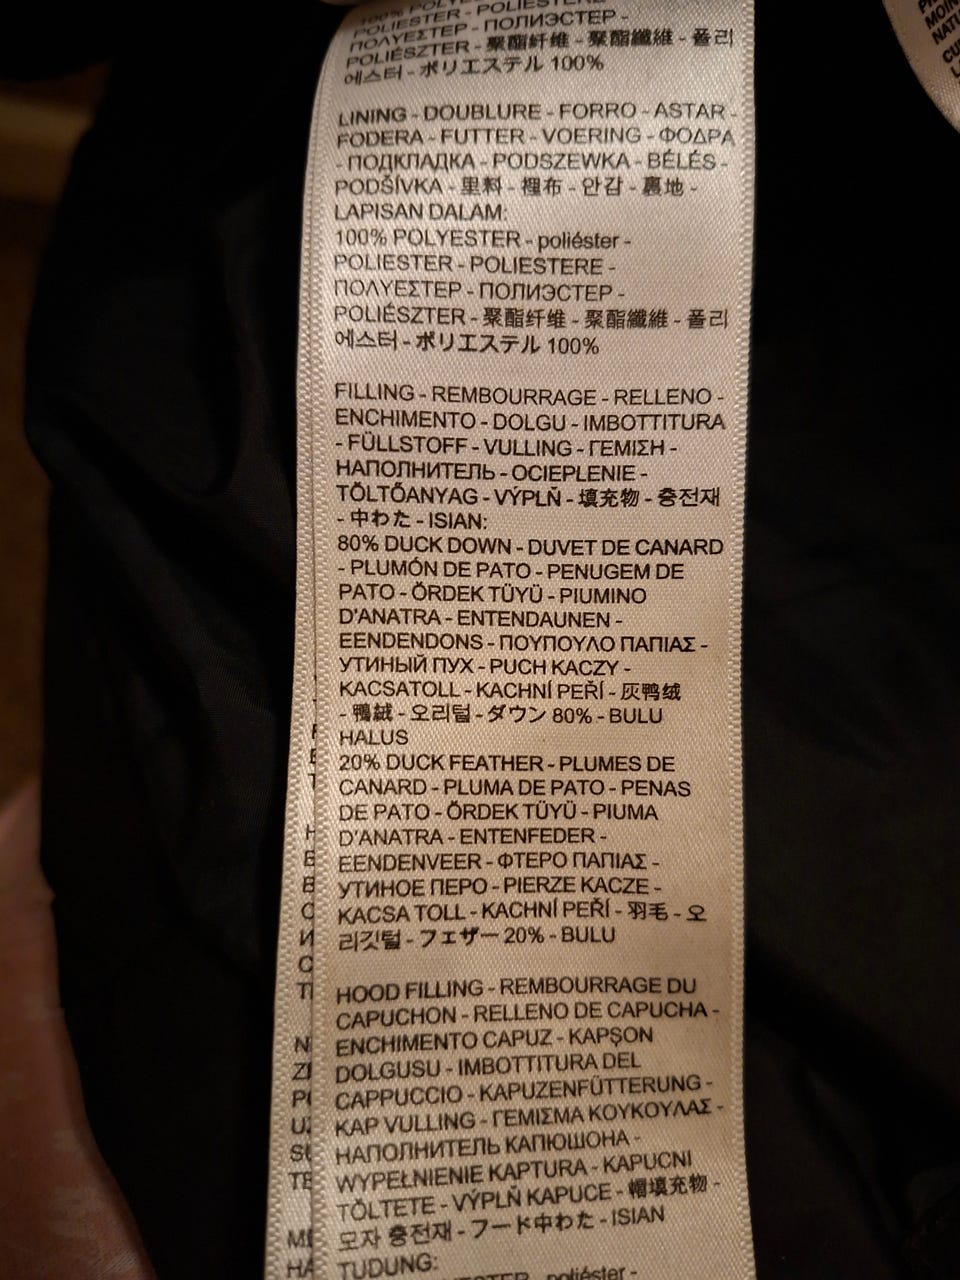 100% POLYESTER
POLIESTER - POLIESTERE -
ΠΟΛΥΕΣΤΕΡ - ПОЛИЭСТЕР -
POLIÉSZTER - 聚酯纤维 - 聚酯纖維 - 폴리
에스터 - ポリエステル 100%
LINING - DOUBLURE - FORRO - ASTAR -
FODERA - FUTTER - VOERING - ΦΟΔΡΑ
- ПОДКЛАДКА - PODSZEWKA - BÉLÉS -
PODŠÍVKA - 里料 - 裡布 - 안감 - 裏地 -
LAPISAN DALAM:
100% POLYESTER - poliéster -
POLIESTER - POLIESTERE -
ΠΟΛΥΕΣΤΕΡ - ПОЛИЭСТЕР -
POLIÉSZTER - 聚酯纤维 - 聚酯纖維 - 폴리
에스터 - ポリエステル 100%
FILLING - REMBOURRAGE - RELLENO -
ENCHIMENTO - DOLGU - IMBOTTITURA
- FÜLLSTOFF - VULLING - ΓΕΜΙΣΗ -
НАПОЛНИТЕЛЬ - OCIEPLENIE -
TÖLTŐANYAG - VÝPLŇ - 填充物 - 충전재
- 中わた - ISIAN:
80% DUCK DOWN - DUVET DE CANARD
- PLUMÓN DE PATO - PENUGEM DE
PATO - ÖRDEK TÜYÜ - PIUMINO
D'ANATRA - ENTENDAUNEN -
EENDENDONS - ΠΟΥΠΟΥΛΟ ΠΑΠΙΑΣ -
УТИНЫЙ ПУХ - PUCH KACZY -
KACSATOLL - KACHNÍ PEŘÍ - 灰鸭绒
- 鴨絨 - 오리털 - ダウン 80% - BULU
HALUS
20% DUCK FEATHER - PLUMES DE
CANARD - PLUMA DE PATO - PENAS
DE PATO - ÖRDEK TÜYÜ - PIUMA
D'ANATRA - ENTENFEDER -
EENDENVEER - ΦΤΕΡΟ ΠΑΠΙΑΣ -
УТИНОЕ ПЕРО - PIERZE KACZE -
KACSA TOLL - KACHNÍ PEŘÍ - 羽毛 - 오
리깃털 - フェザー 20% - BULU
HOOD FILLING - REMBOURRAGE DU
CAPUCHON - RELLENO DE CAPUCHA -
ENCHIMENTO CAPUZ - KAPŞON
DOLGUSU - IMBOTTITURA DEL
CAPPUCCIO - KAPUZENFÜTTERUNG -
KAP VULLING - ΓΕΜΙΣΜΑ ΚΟΥΚΟΥΛΑΣ -
НАПОЛНИТЕЛЬ КАПЮШОНА -
WYPEŁNIENIE KAPTURA - KAPUCNI
TÖLTETE - VÝPLŇ KAPUCE - 帽填充物 -
모자 충전재 - フード中わた - ISIAN
TUDUNG:
POLYESTER - poliéster -